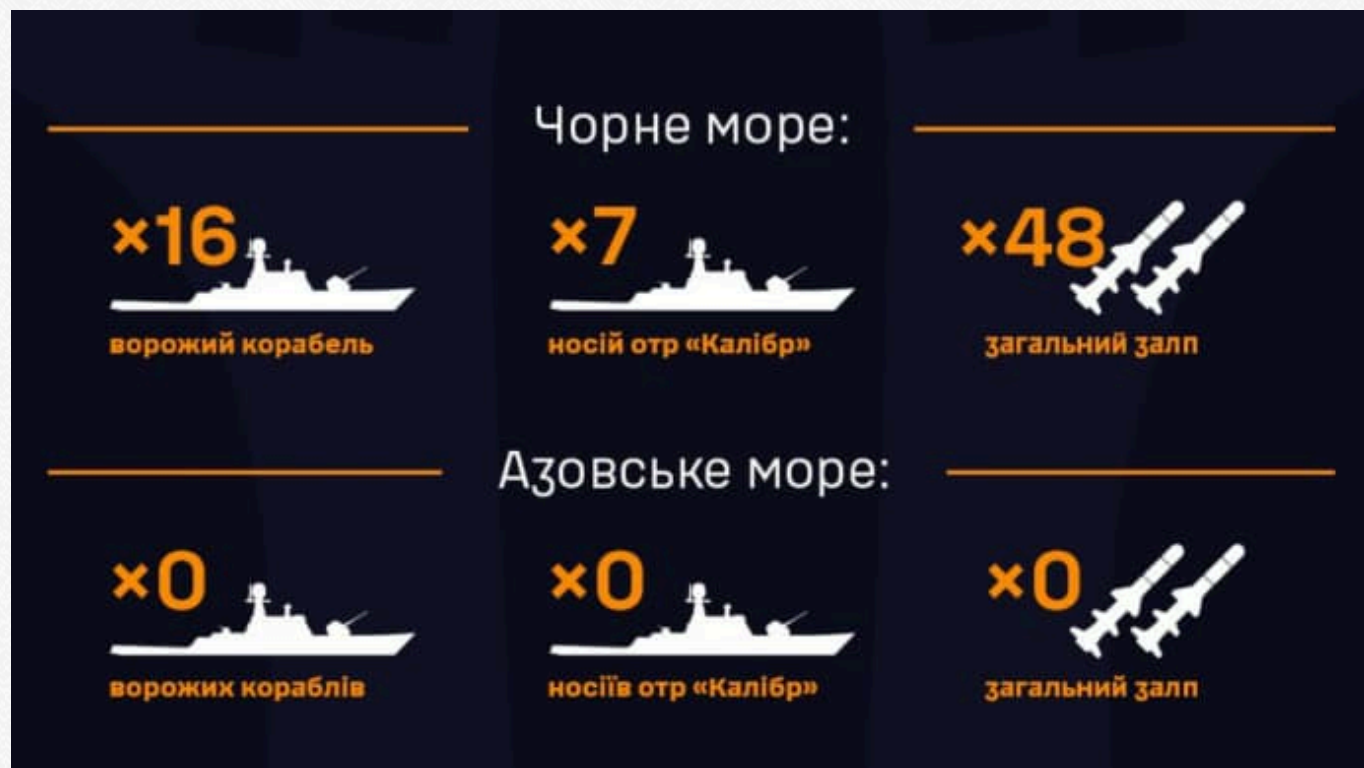 Чорне море:
×16
×7
×48
ворожий корабель
носій отр «Калібр»
загальний залп
Азовське море:
×0
×0
×0
ворожих кораблів
носіїв отр «Калібр»
загальний залп